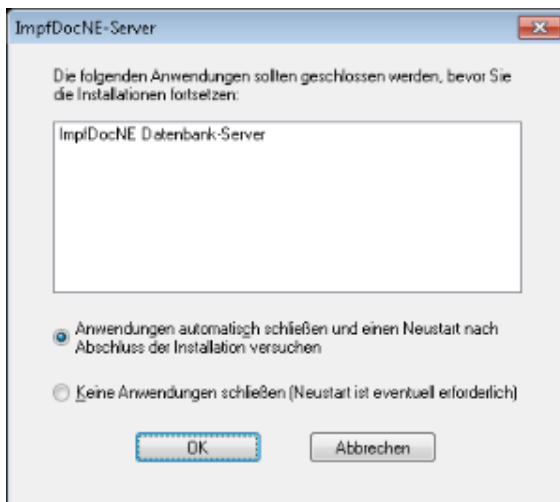 ImpfDocNE-Server
Die folgenden Anwendungen sollten geschlossen werden, bevor Sie
die Installationen fortsetzen:
ImpfDocNE Datenbank-Server
Anwendungen automatisch schließen und einen Neustart nach
Abschluss der Installation versuchen
Keine Anwendungen schließen (Neustart ist eventuell erforderlich)
OK
Abbrechen